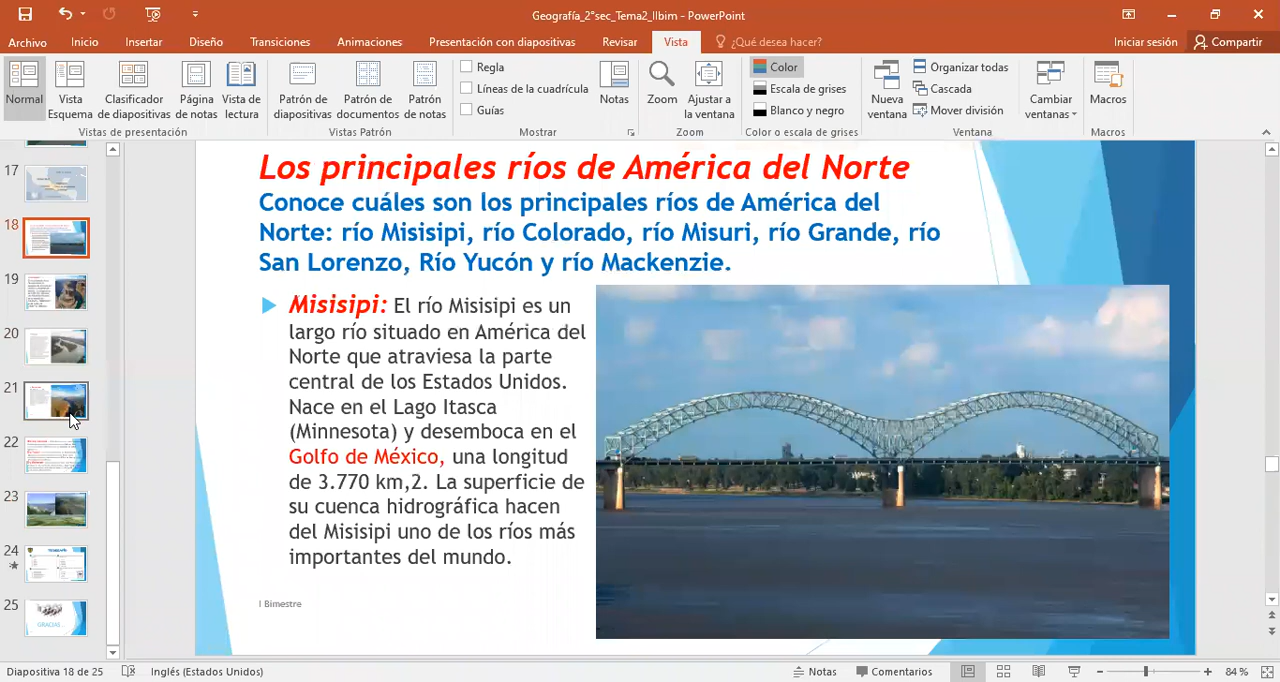 Geografía_2°sec_Tema2_IIbim - PowerPoint
Archivo Inicio Insertar Diseño Transiciones Animaciones Presentación con diapositivas Revisar Vista ¿Qué desea hacer? Iniciar sesión Compartir
Normal
Vista Esquema
Clasificador de diapositivas
Página de notas
Vista de lectura
Vistas de presentación
Patrón de diapositivas
Patrón de documentos
Patrón de notas
Vistas Patrón
Regla
Líneas de la cuadrícula
Guías
Mostrar
Notas
Zoom
Ajustar a la ventana
Zoom
Color
Escala de grises
Blanco y negro
Color o escala de grises
Nueva ventana
Organizar todas
Cascada
Mover división
Cambiar ventanas
Ventana
Macros
Macros
17
18
19
20
21
22
23
24
25
GRACIAS
Los principales ríos de América del Norte
Conoce cuáles son los principales ríos de América del
Norte: río Misisipi, río Colorado, río Misuri, río Grande, río
San Lorenzo, Río Yucón y río Mackenzie.
Misisipi: El río Misisipi es un
largo río situado en América del
Norte que atraviesa la parte
central de los Estados Unidos.
Nace en el Lago Itasca
(Minnesota) y desemboca en el
Golfo de México, una longitud
de 3.770 km,2. La superficie de
su cuenca hidrográfica hacen
del Misisipi uno de los ríos más
importantes del mundo.
I Bimestre
Diapositiva 18 de 25 Inglés (Estados Unidos) Notas Comentarios 84 %